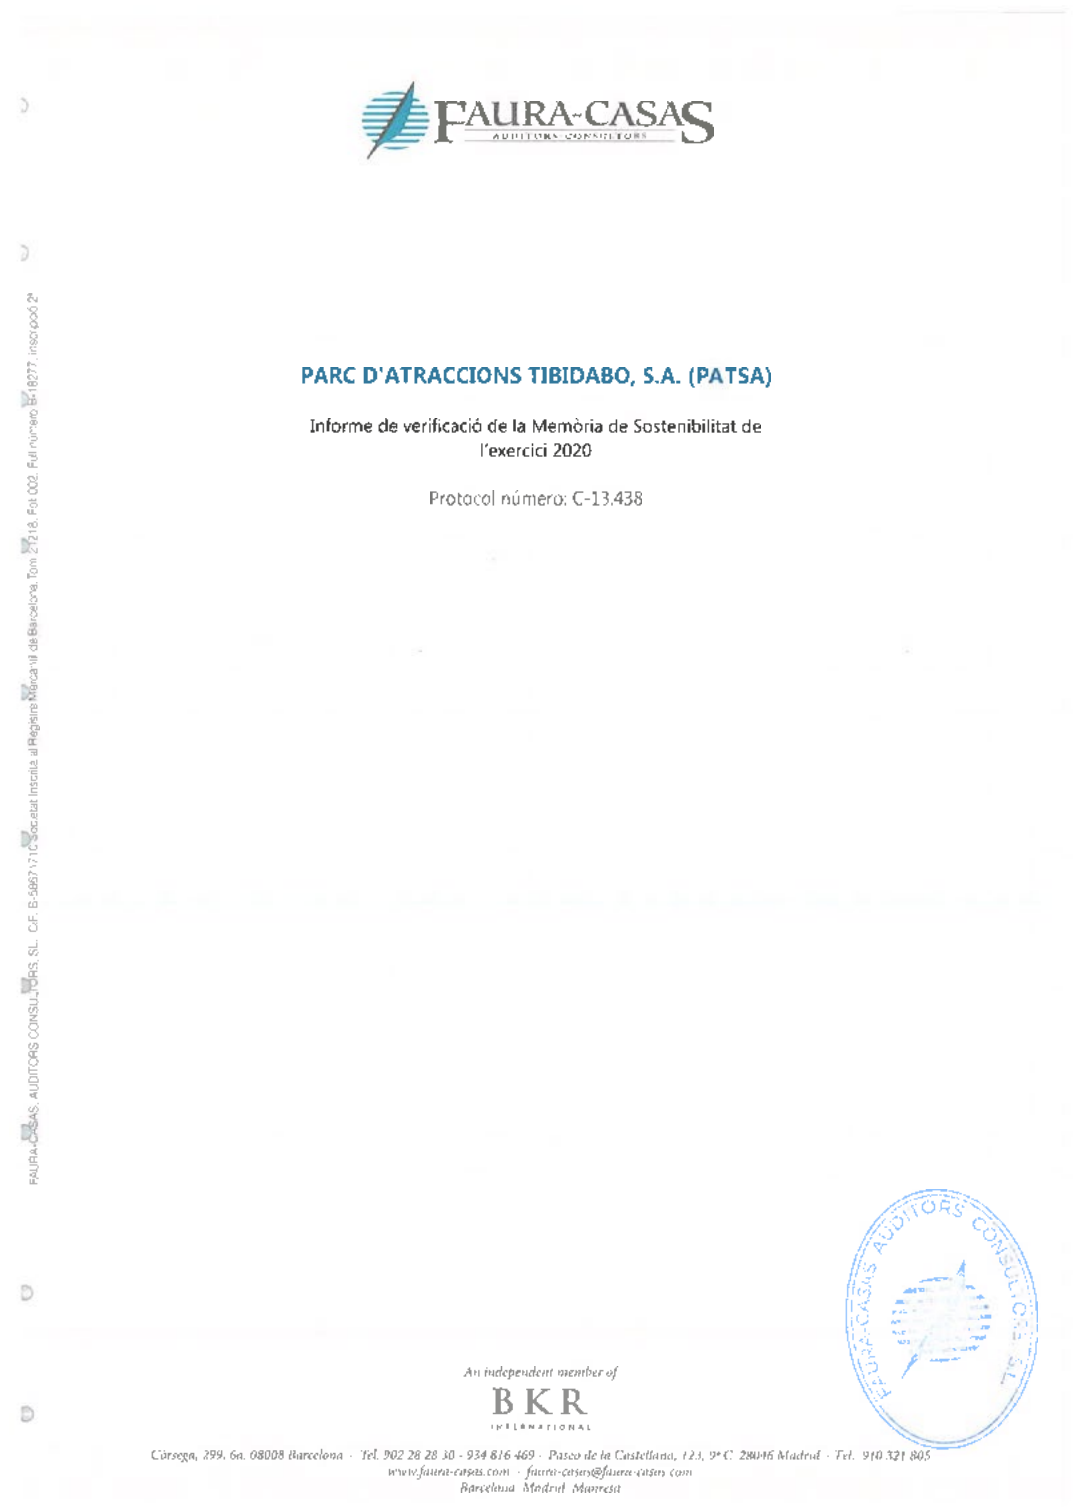 FAURA-CASAS
AUDITORS-CONSULTORS
PARC D'ATRACCIONS TIBIDABO, S.A. (PATSA)
Informe de verificació de la Memòria de Sostenibilitat de
l'exercici 2020
Protocol número: C-13.438
FAURA-CASAS, AUDITORS CONSULTORS, SL. CIF. Societat Inscrita al Registre Mercantil de Barcelona, Tom 21218, Fol 002, Full número B-18277, inscripció 2ª
FAURA-CASAS AUDITORS CONSULTORS S.L.
An independent member of
BKR
INTERNATIONAL
Còrsega, 299, 6a. 08008 Barcelona - Tel. 902 28 28 30 - 934 816 469 - Paseo de la Castellana, 123, 9º C. 28046 Madrid - Tel. 910 321 805
www.faura-casas.com - faura-casas@faura-casas.com
Barcelona Madrid Manresa